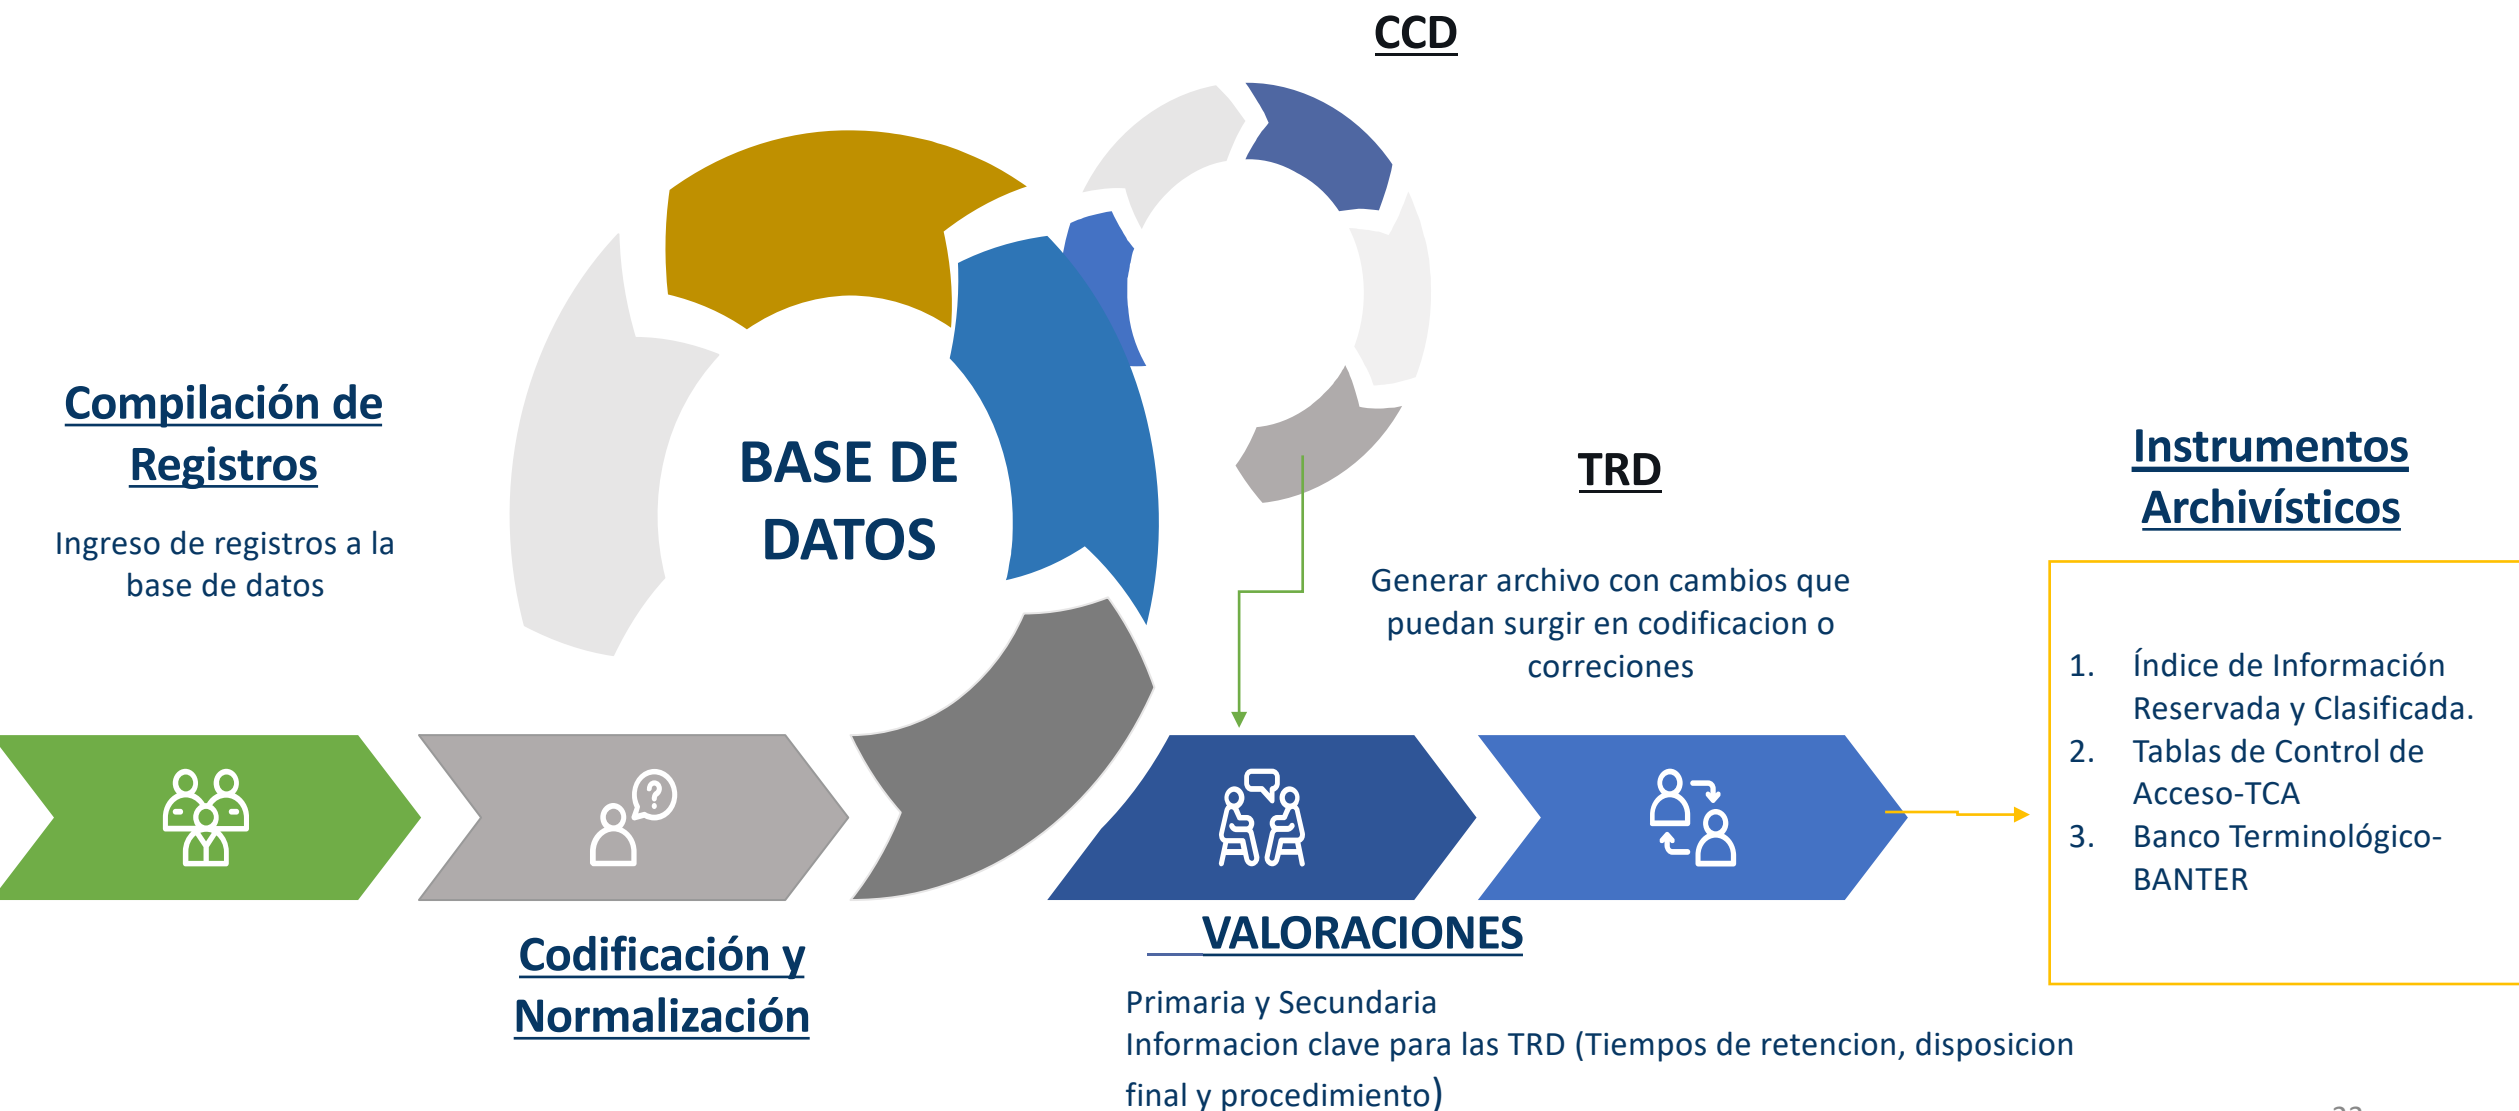 CCD
Compilación de
Registros
Ingreso de registros a la
base de datos
BASE DE
DATOS
Codificación y
Normalización
TRD
Generar archivo con cambios que
puedan surgir en codificacion o
correciones
VALORACIONES
Primaria y Secundaria
Informacion clave para las TRD (Tiempos de retencion, disposicion
final y procedimiento)
Instrumentos
Archivísticos
1. Índice de Información
Reservada y Clasificada.
2. Tablas de Control de
Acceso-TCA
3. Banco Terminológico-
BANTER